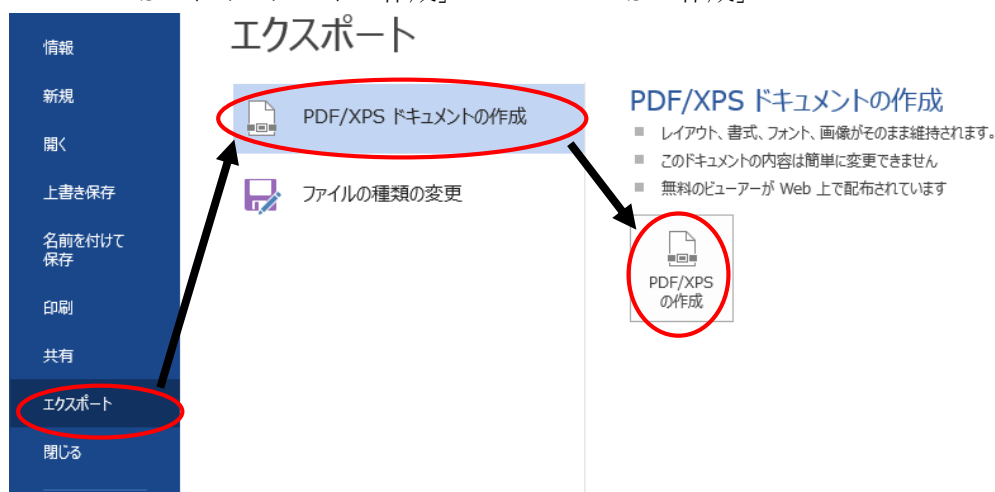 情報
新規
開く
上書き保存
名前を付けて
保存
印刷
共有
エクスポート
閉じる
エクスポート
PDF/XPS ドキュメントの作成
ファイルの種類の変更
PDF/XPS ドキュメントの作成
レイアウト、書式、フォント、画像がそのまま維持されます。
このドキュメントの内容は簡単に変更できません
無料のビューアーが Web 上で配布されています
PDF/XPS
の作成